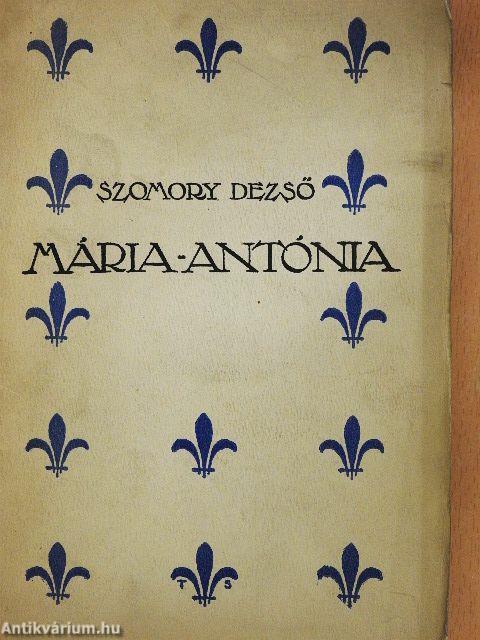 SZOMORY DEZSŐ
MÁRIA-ANTÓNIA
T S
Antikvárium.hu